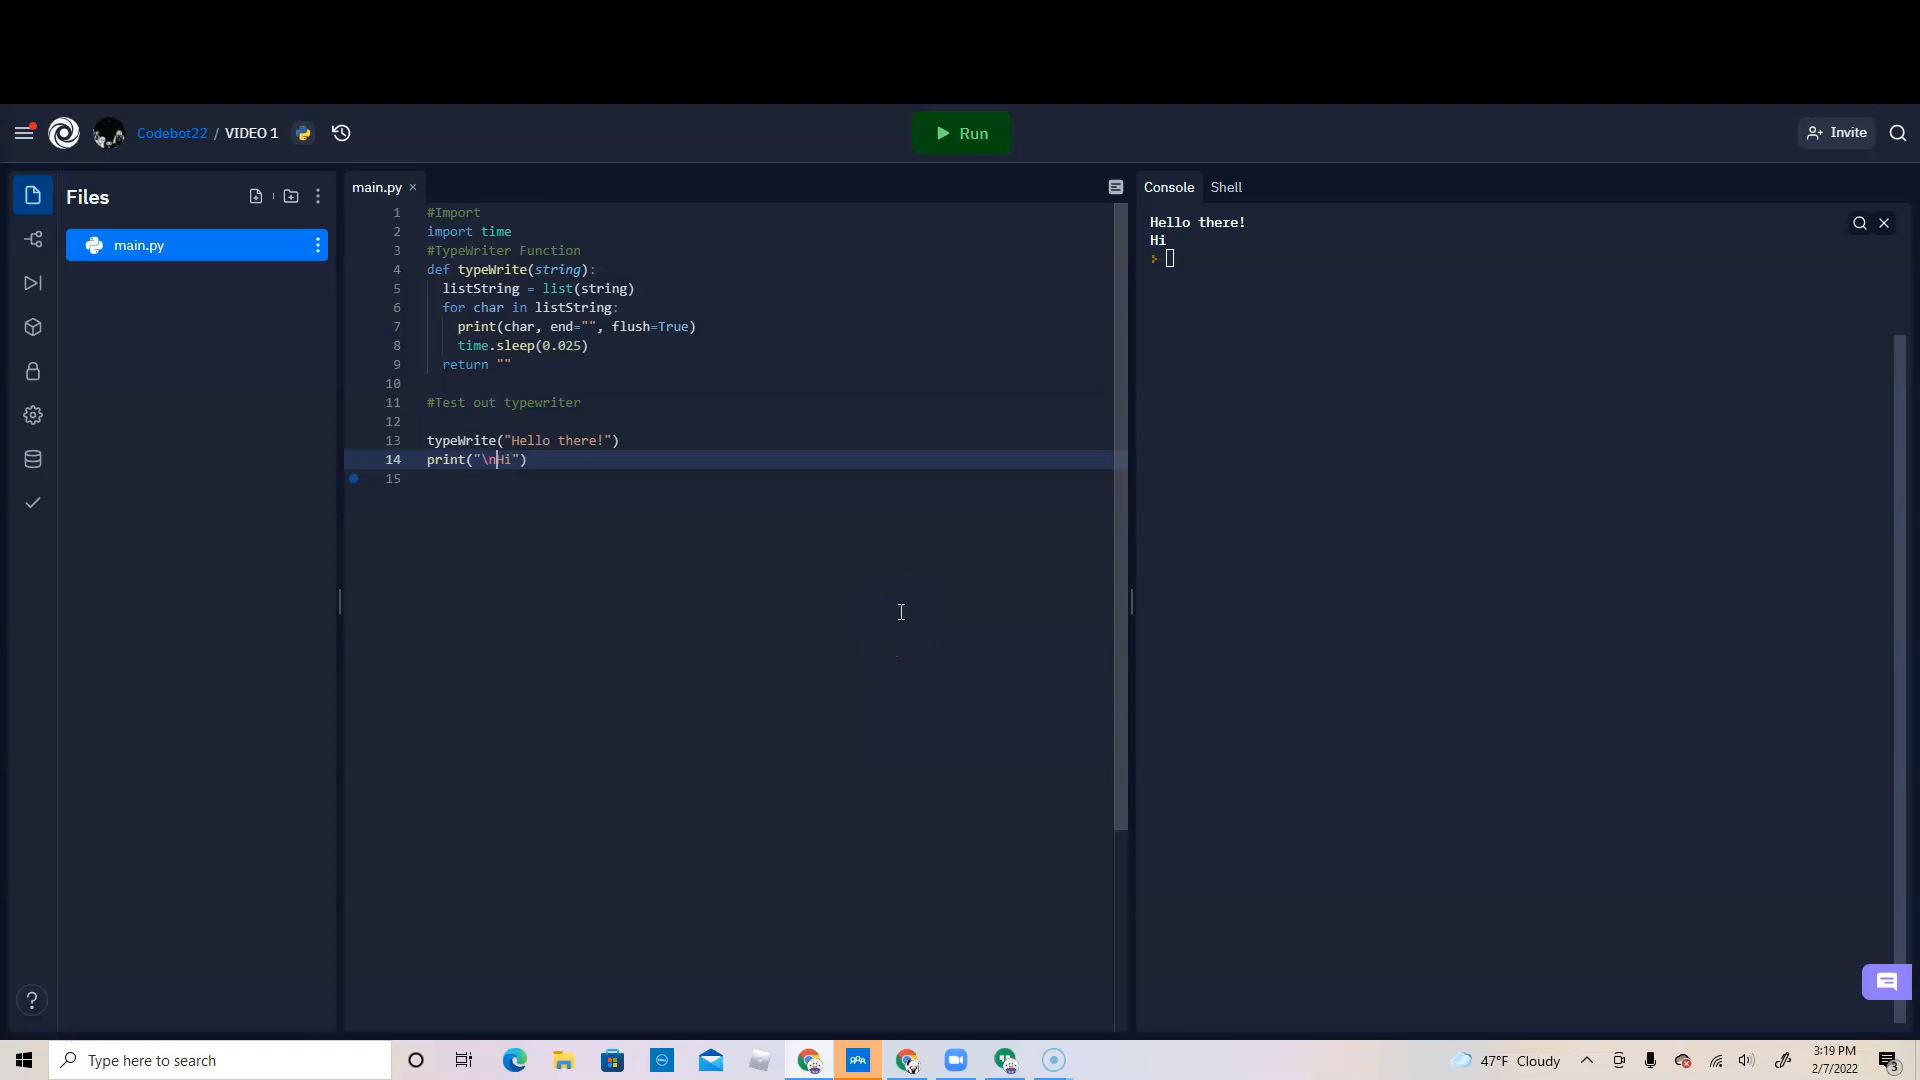 Codebot22 / VIDEO 1
Run
Invite
Files
main.py
main.py ×
1 #Import
2 import time
3 #TypeWriter Function
4 def typeWrite(string):
5   listString = list(string)
6   for char in listString:
7     print(char, end="", flush=True)
8     time.sleep(0.025)
9   return ""
10
11 #Test out typewriter
12
13 typeWrite("Hello there!")
14 print("\nHi")
15
Console Shell
Hello there!
Hi
?
Type here to search
47°F Cloudy
3:19 PM
2/7/2022
3